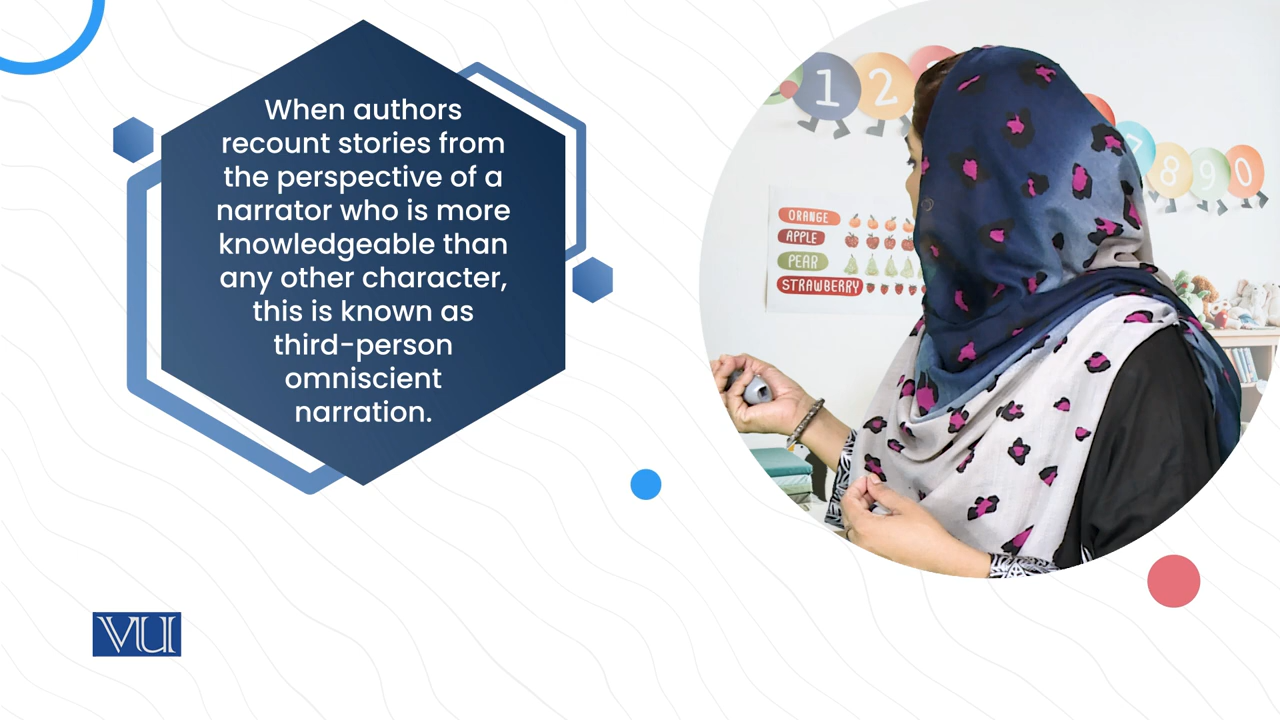 When authors
recount stories from
the perspective of a
narrator who is more
knowledgeable than
any other character,
this is known as
third-person
omniscient
narration.
1 2
7 8 9 0
ORANGE
APPLE
PEAR
STRAWBERRY
VU